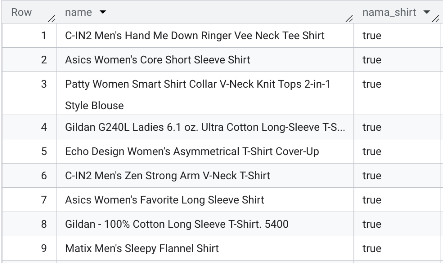 Row name nama_shirt
1 C-IN2 Men's Hand Me Down Ringer Vee Neck Tee Shirt true
2 Asics Women's Core Short Sleeve Shirt true
3 Patty Women Smart Shirt Collar V-Neck Knit Tops 2-in-1 true
Style Blouse
4 Gildan G240L Ladies 6.1 oz. Ultra Cotton Long-Sleeve T-S... true
5 Echo Design Women's Asymmetrical T-Shirt Cover-Up true
6 C-IN2 Men's Zen Strong Arm V-Neck T-Shirt true
7 Asics Women's Favorite Long Sleeve Shirt true
8 Gildan - 100% Cotton Long Sleeve T-Shirt. 5400 true
9 Matix Men's Sleepy Flannel Shirt true